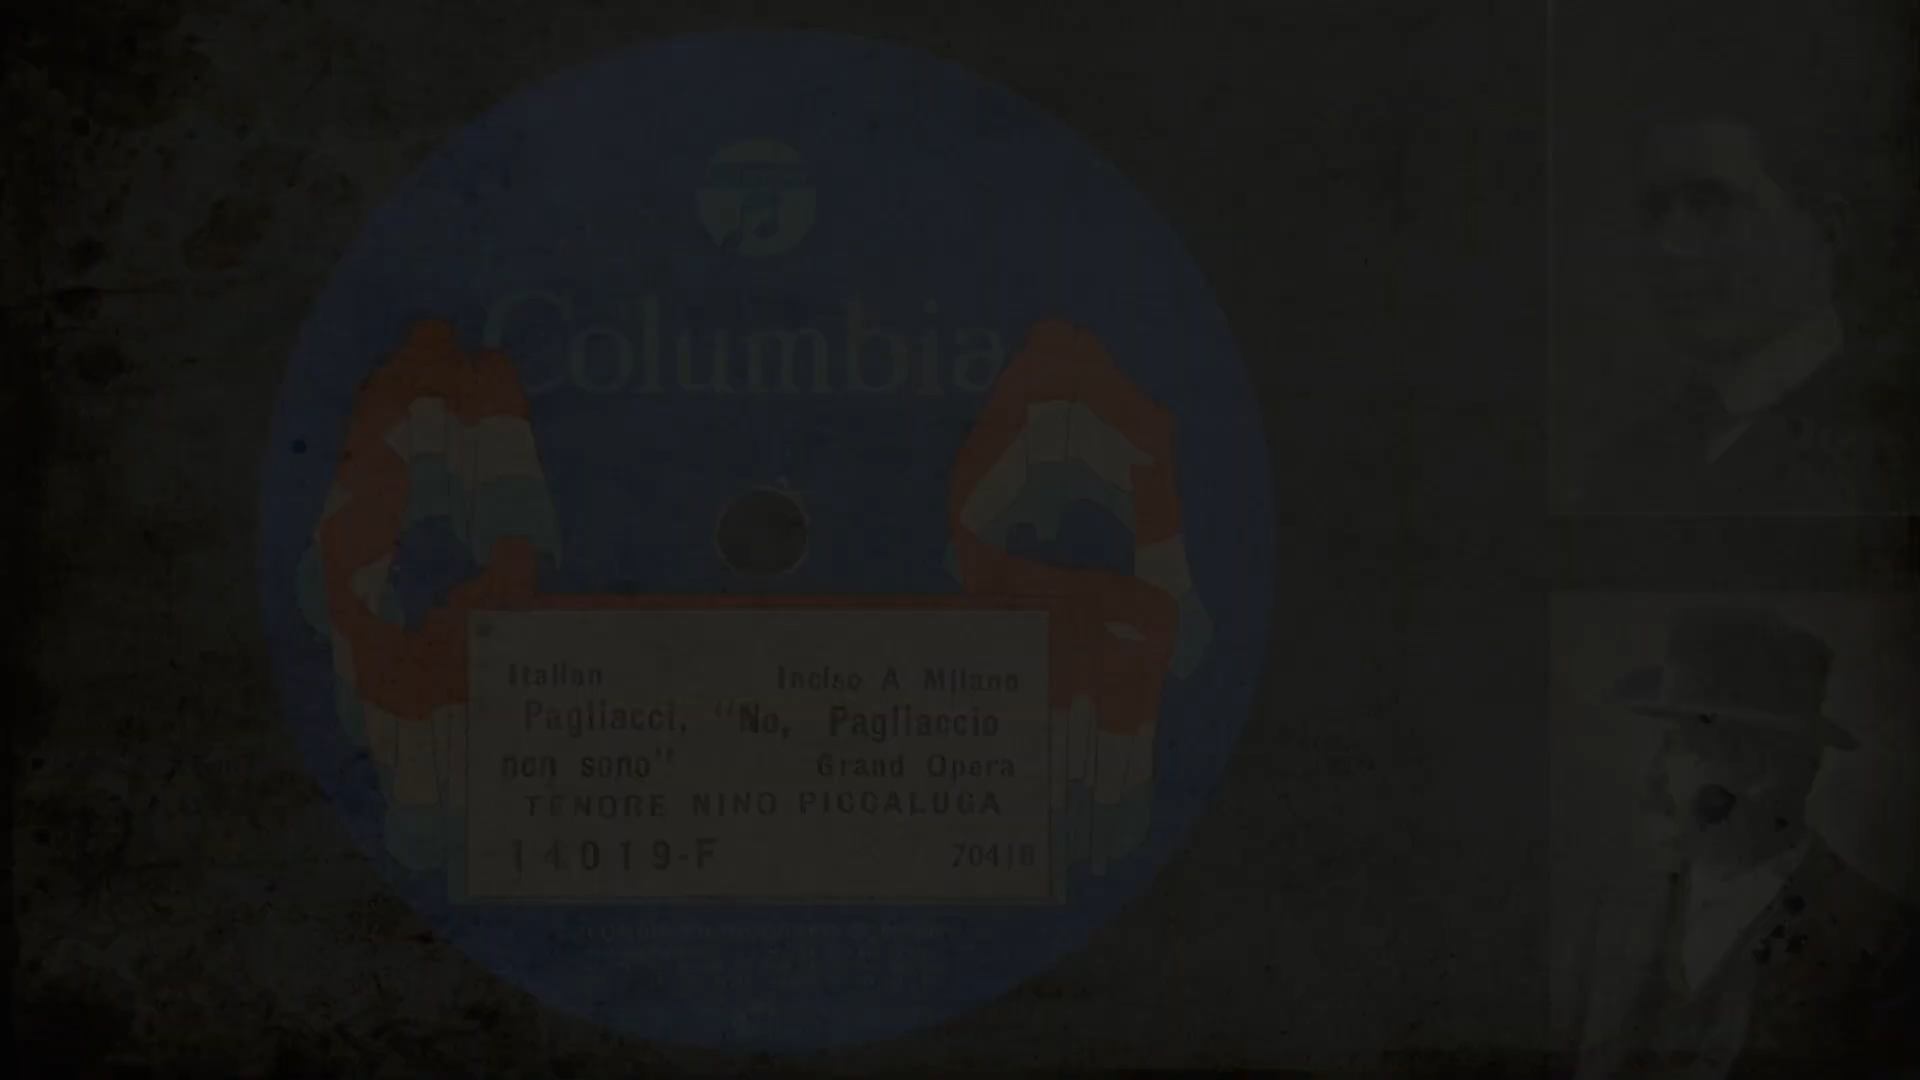 Columbia
Italian Inciso A Milano
Pagliacci, "No, Pagliaccio
non sono" Grand Opera
TENORE NINO PICCALUGA
14019-F 70418